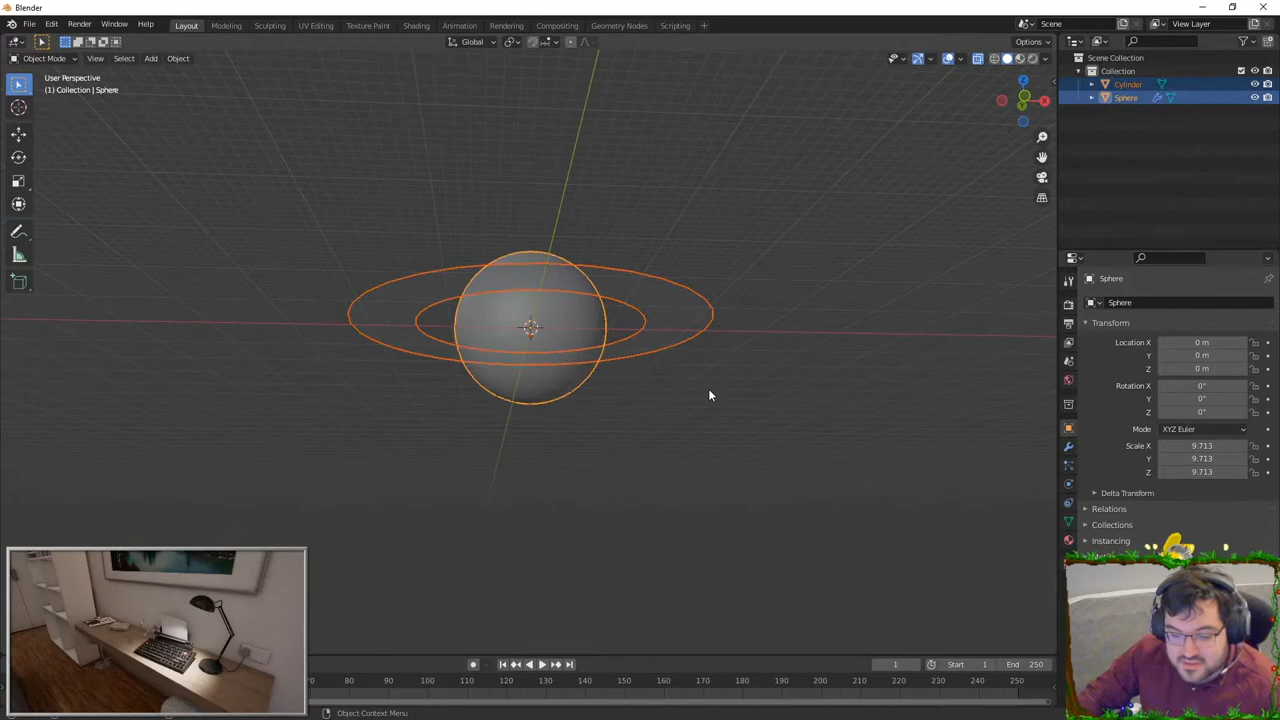 Blender
File Edit Render Window Help
Layout Modeling Sculpting UV Editing Texture Paint Shading Animation Rendering Compositing Geometry Nodes Scripting +
Scene View Layer
Global Options
Object Mode View Select Add Object
User Perspective
(1) Collection | Sphere
Z
Y
X
Scene Collection
Collection
Cylinder
Sphere
Sphere
Sphere
Transform
Location X 0 m
Y 0 m
Z 0 m
Rotation X 0°
Y 0°
Z 0°
Mode XYZ Euler
Scale X 9.713
Y 9.713
Z 9.713
Delta Transform
Relations
Collections
Instancing
1 Start 1 End 250
70 80 90 100 110 120 130 140 150 160 170 180 190 200 210 220 230 240 250
Object Context Menu